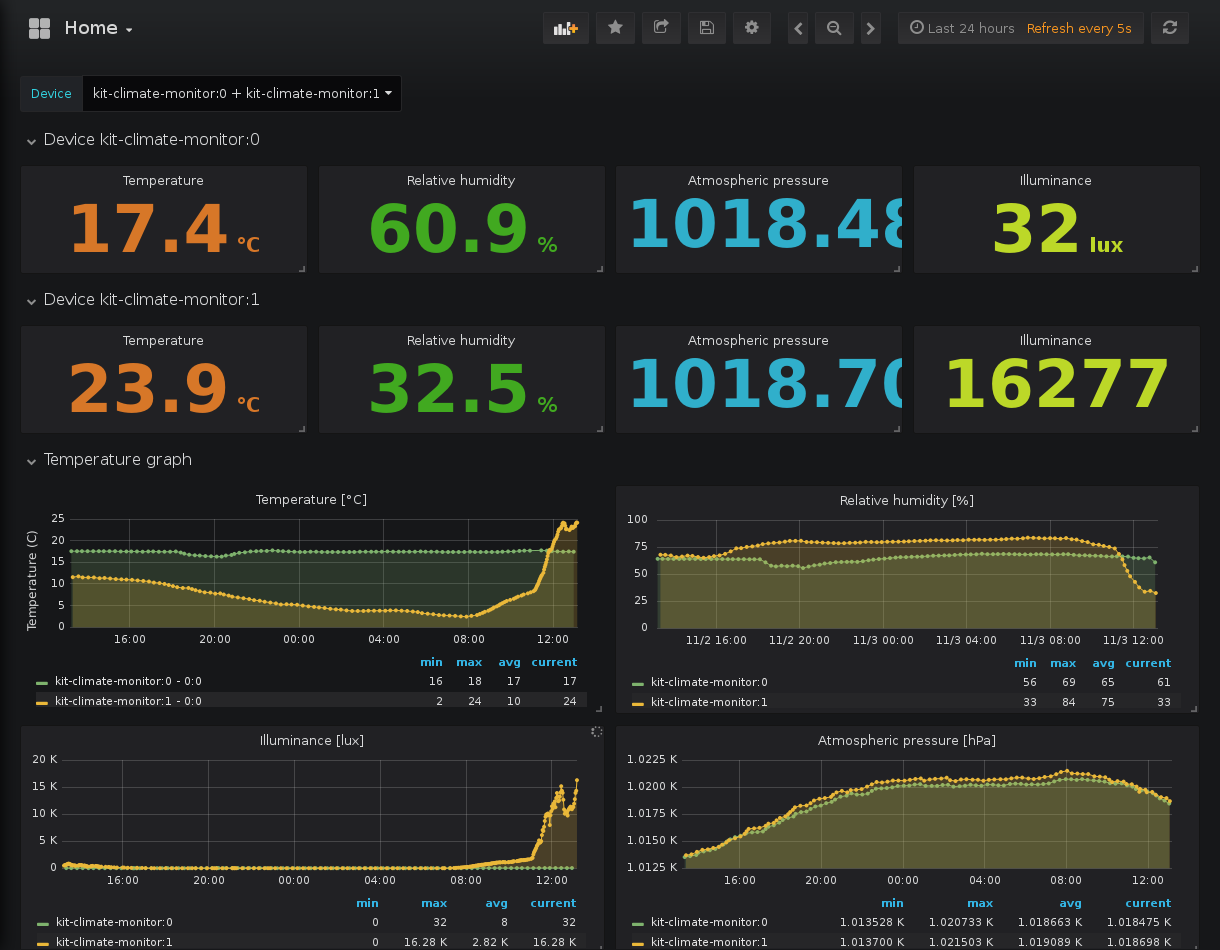 Home
Last 24 hours Refresh every 5s
Device kit-climate-monitor:0 + kit-climate-monitor:1
Device kit-climate-monitor:0
Temperature
17.4 °C
Relative humidity
60.9 %
Atmospheric pressure
1018.48
Illuminance
32 lux
Device kit-climate-monitor:1
Temperature
23.9 °C
Relative humidity
32.5 %
Atmospheric pressure
1018.70
Illuminance
16277
Temperature graph
Temperature [°C]
Temperature (C)
25
20
15
10
5
0
16:00 20:00 00:00 04:00 08:00 12:00
min max avg current
kit-climate-monitor:0 - 0:0 16 18 17 17
kit-climate-monitor:1 - 0:0 2 24 10 24
Relative humidity [%]
100
75
50
25
0
11/2 16:00 11/2 20:00 11/3 00:00 11/3 04:00 11/3 08:00 11/3 12:00
min max avg current
kit-climate-monitor:0 56 69 65 61
kit-climate-monitor:1 33 84 75 33
Illuminance [lux]
20 K
15 K
10 K
5 K
0
16:00 20:00 00:00 04:00 08:00 12:00
min max avg current
kit-climate-monitor:0 0 32 8 32
kit-climate-monitor:1 0 16.28 K 2.82 K 16.28 K
Atmospheric pressure [hPa]
1.0225 K
1.0200 K
1.0175 K
1.0150 K
1.0125 K
16:00 20:00 00:00 04:00 08:00 12:00
min max avg current
kit-climate-monitor:0 1.013528 K 1.020733 K 1.018663 K 1.018475 K
kit-climate-monitor:1 1.013700 K 1.021503 K 1.019089 K 1.018698 K